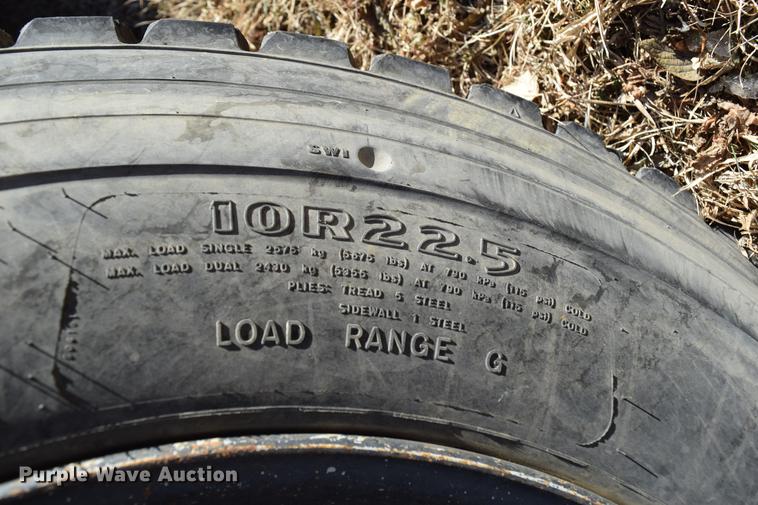 SWI
10R22.5
MAX. LOAD SINGLE 2575 kg (5675 lbs) AT 790 kPa (115 psi) COLD
MAX. LOAD DUAL 2430 kg (5355 lbs) AT 790 kPa (115 psi) COLD
PLIES: TREAD 5 STEEL
SIDEWALL 1 STEEL
LOAD RANGE G
Purple Wave Auction